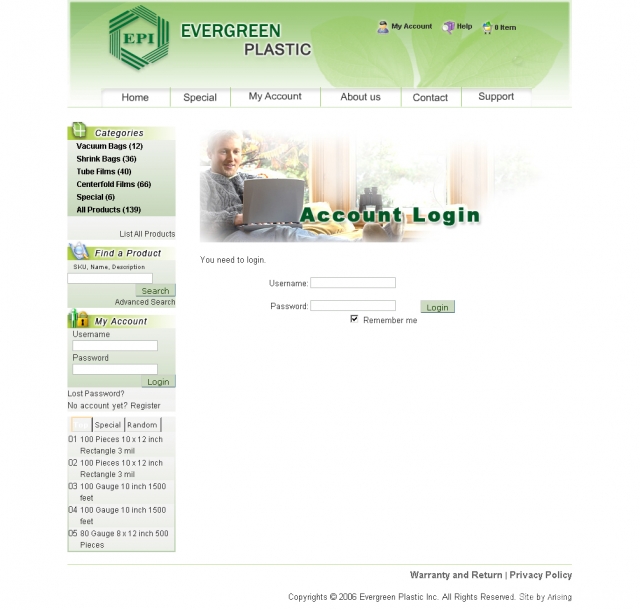 EPI
EVERGREEN
PLASTIC
My Account
Help
0 Item
Home
Special
My Account
About us
Contact
Support
Categories
Vacuum Bags (12)
Shrink Bags (36)
Tube Films (40)
Centerfold Films (66)
Special (6)
All Products (139)
List All Products
Find a Product
SKU, Name, Description
Search
Advanced Search
My Account
Username
Password
Login
Lost Password?
No account yet? Register
Special
Random
01 100 Pieces 10 x 12 inch
Rectangle 3 mil
02 100 Pieces 10 x 12 inch
Rectangle 3 mil
03 100 Gauge 10 inch 1500
feet
04 100 Gauge 10 inch 1500
feet
05 80 Gauge 8 x 12 inch 500
Pieces
Account Login
You need to login.
Username:
Password:
Login
Remember me
Warranty and Return | Privacy Policy
Copyright © 2006 Evergreen Plastic Inc. All Rights Reserved. Site by Arising